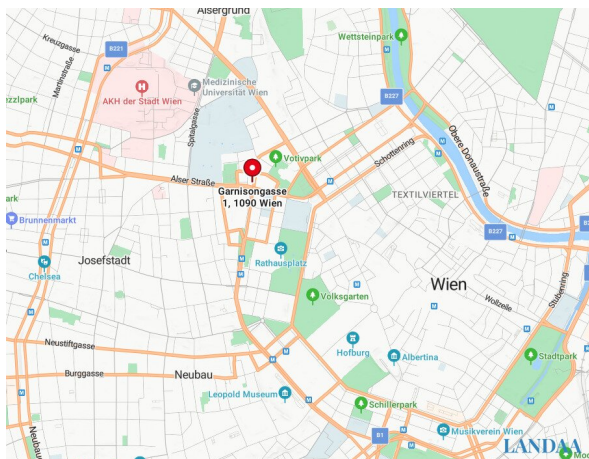 Alsergrund
Wettsteinpark
Kreuzgasse
B221
Martinstraße
Medizinische
Universität Wien
AKH der Stadt Wien
B227
Spitalgasse
Obere Donaustraße
Votivpark
Schottenring
Alser Straße
Garnisongasse
1, 1090 Wien
TEXTILVIERTEL
Brunnenmarkt
B227
Rathausplatz
Josefstadt
Chelsea
Wien
Volksgarten
Wollzeile
Stubenring
Neustiftgasse
Hofburg
Albertina
Stadtpark
Burggasse
Neubau
Leopold Museum
Schillerpark
B1
Musikverein Wien
LANDAA